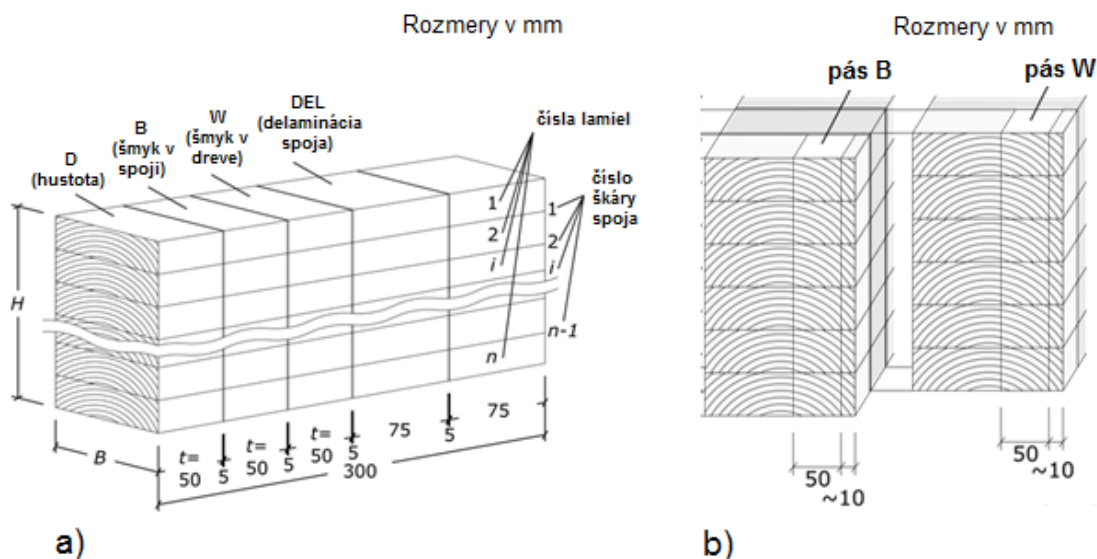 Rozmery v mm
DEL
(delaminácia
spoja)
W
(šmyk v
dreve)
B
(šmyk v
spoji)
D
(hustota)
čísla lamiel
číslo
škáry
spoja
1
2
i
n
1
2
i
n-1
H
B
t=
50
5
t=
50
5
t=
50
5
75
5
75
300
a)
Rozmery v mm
pás B
pás W
50
~10
50
~10
b)